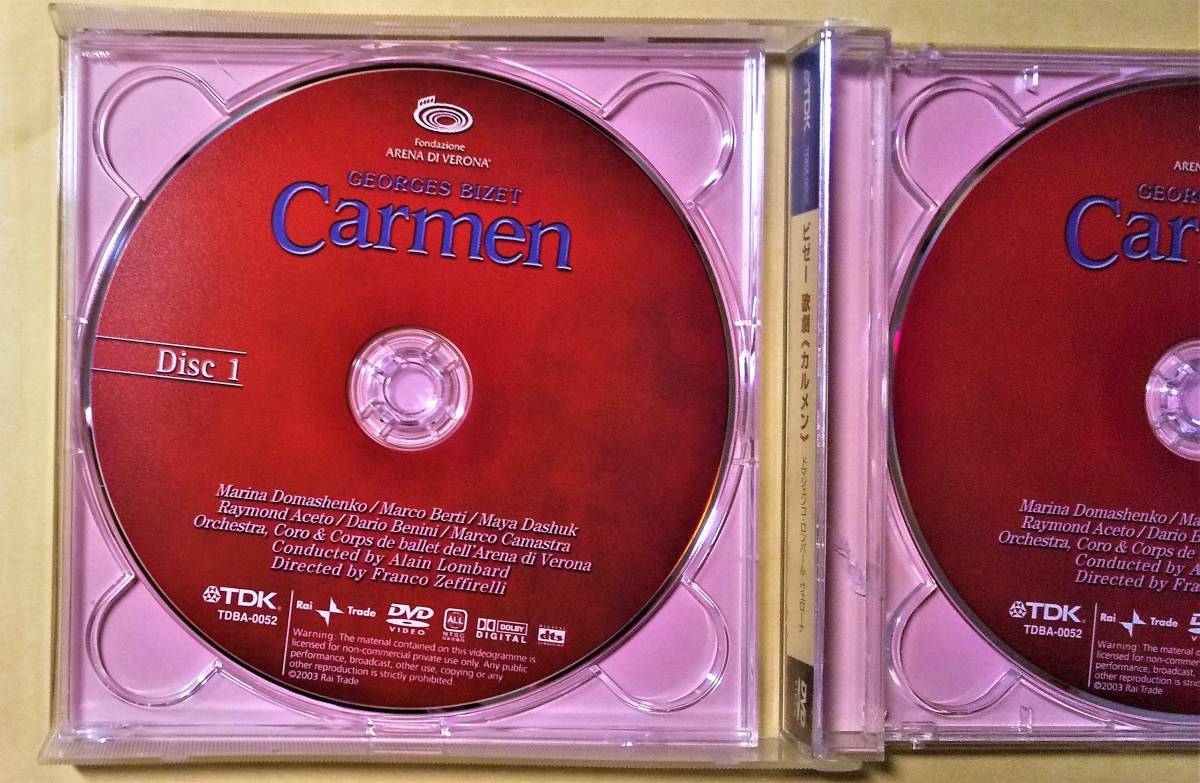 Fondazione
ARENA DI VERONA
GEORGES BIZET
Carmen
Disc 1
Marina Domashenko / Marco Berti / Maya Dashuk
Raymond Aceto / Dario Benini / Marco Camastra
Orchestra, Coro & Corps de ballet dell'Arena di Verona
Conducted by Alain Lombard
Directed by Franco Zeffirelli
TDK
TDBA-0052
Rai Trade
DVD
VIDEO
ALL
NTSC
DOLBY
DIGITAL
dts
Warning: The material contained on this videogramme is
licensed for non-commercial private use only. Any public
performance, broadcast, other use, copying or any
other reproduction is strictly prohibited.
©2003 Rai Trade
TDK
ビゼー 歌劇《カルメン》
DVD
AREN
GEOR
Car
Marina Domashenko / M
Raymond Aceto / Dario
Orchestra, Coro & Corps de
Conducted by A
Directed by Fra
TDK
TDBA-0052
Rai Trade
Warning: The material c
licensed for non-commerc
performance, broadcast,
other reproduction is stric
©2003 Rai Trade